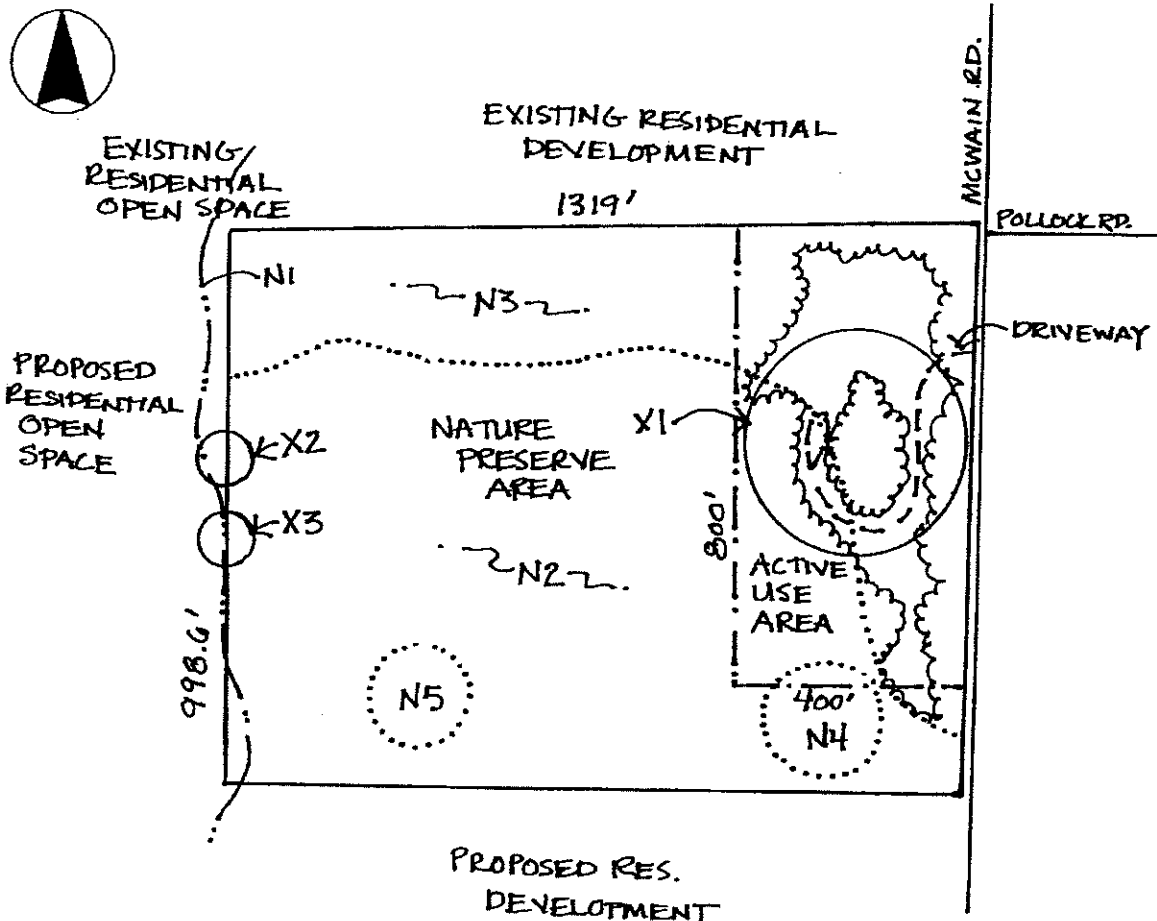 EXISTING
RESIDENTIAL
OPEN SPACE
EXISTING RESIDENTIAL
DEVELOPMENT
1319'
MCWAIN RD.
POLLOCK RD.
N1
N3
DRIVEWAY
PROPOSED
RESIDENTIAL
OPEN
SPACE
X2
X3
NATURE
PRESERVE
AREA
X1
800'
N2
ACTIVE
USE
AREA
998.6'
N5
400'
N4
PROPOSED RES.
DEVELOPMENT